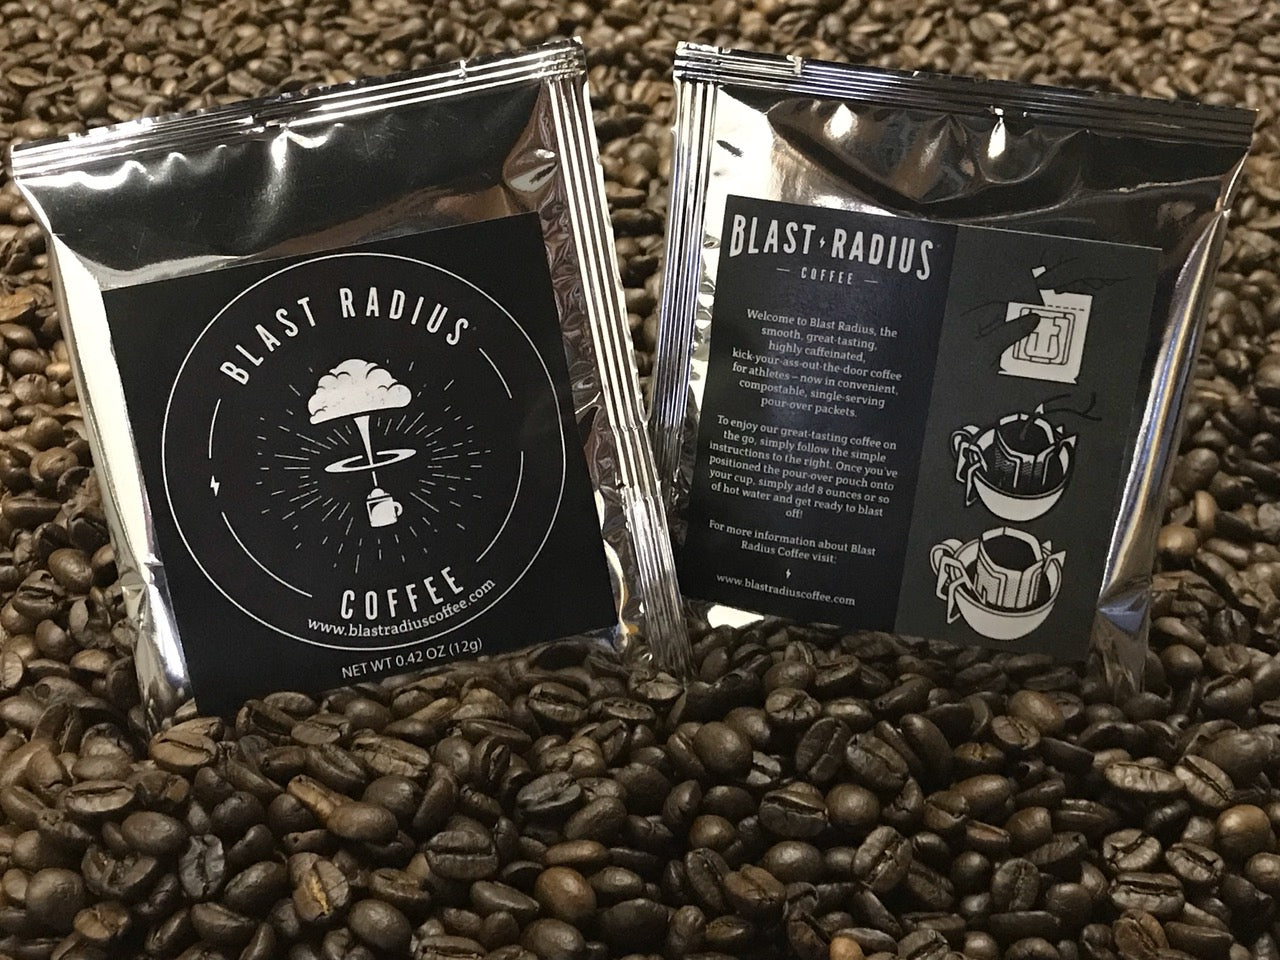 BLAST RADIUS
COFFEE
www.blastradiuscoffee.com
NET WT 0.42 OZ (12g)
BLAST RADIUS
COFFEE
Welcome to Blast Radius, the
smooth, great-tasting,
highly caffeinated,
kick-your-ass-out-the-door coffee
for athletes – now in convenient,
compostable, single-serving
pour-over packets.
To enjoy our great-tasting coffee on
the go, simply follow the simple
instructions to the right. Once you've
positioned the pour-over pouch onto
your cup, simply add 8 ounces or so
of hot water and get ready to blast
off!
For more information about Blast
Radius Coffee visit:
www.blastradiuscoffee.com